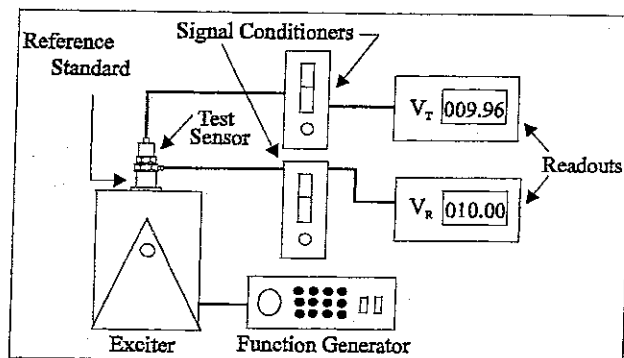 Signal Conditioners
Reference
Standard
Test
Sensor
V_T 009.96
Readouts
V_R 010.00
Exciter
Function Generator